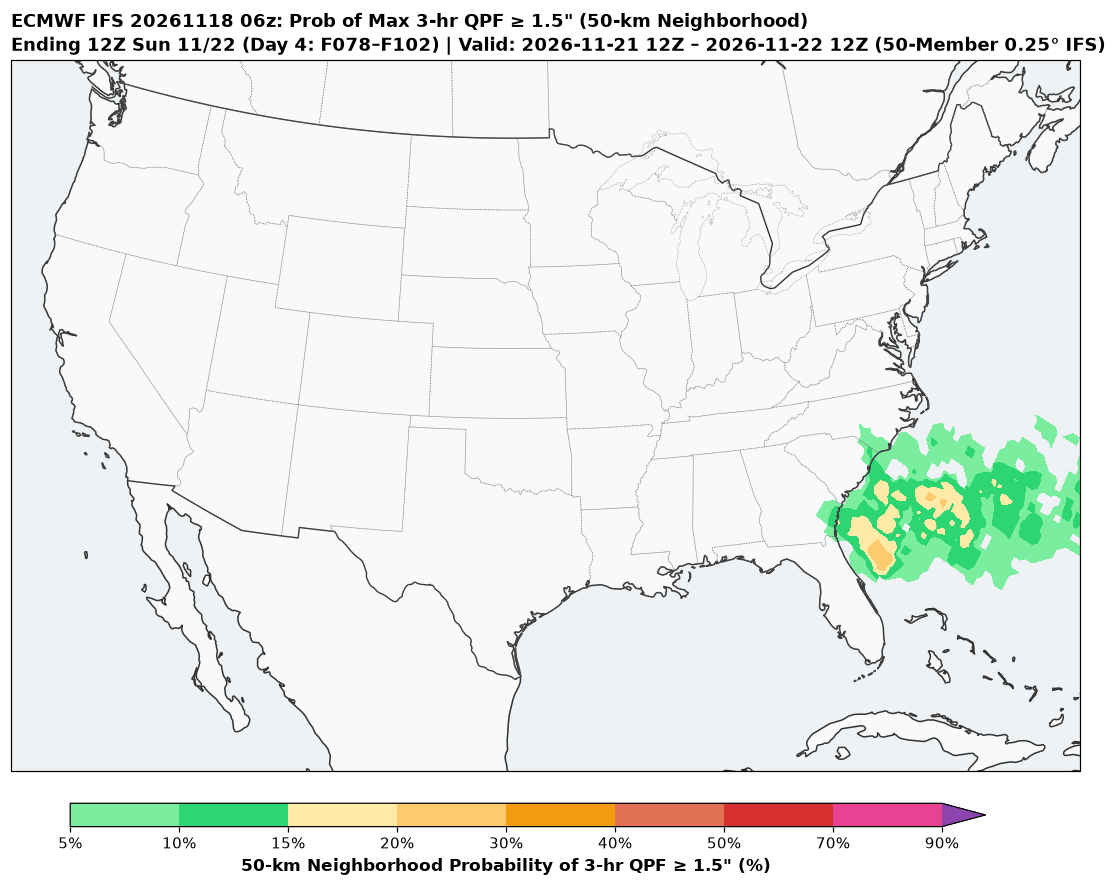 ECMWF IFS 20261118 06z: Prob of Max 3-hr QPF ≥ 1.5" (50-km Neighborhood)
Ending 12Z Sun 11/22 (Day 4: F078–F102) | Valid: 2026-11-21 12Z – 2026-11-22 12Z (50-Member 0.25° IFS)
5% 10% 15% 20% 30% 40% 50% 70% 90%
50-km Neighborhood Probability of 3-hr QPF ≥ 1.5" (%)